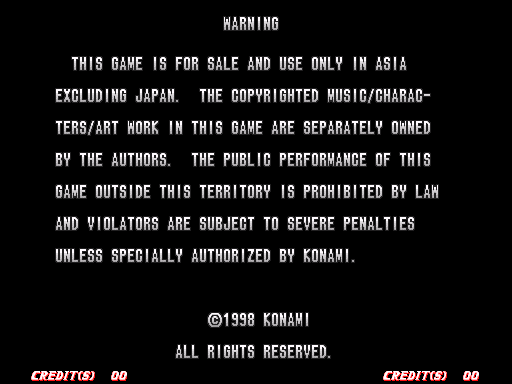 WARNING
THIS GAME IS FOR SALE AND USE ONLY IN ASIA
EXCLUDING JAPAN.  THE COPYRIGHTED MUSIC/CHARAC-
TERS/ART WORK IN THIS GAME ARE SEPARATELY OWNED
BY THE AUTHORS.  THE PUBLIC PERFORMANCE OF THIS
GAME OUTSIDE THIS TERRITORY IS PROHIBITED BY LAW
AND VIOLATORS ARE SUBJECT TO SEVERE PENALTIES
UNLESS SPECIALLY AUTHORIZED BY KONAMI.
©1998 KONAMI
ALL RIGHTS RESERVED.
CREDIT(S) 00 CREDIT(S) 00